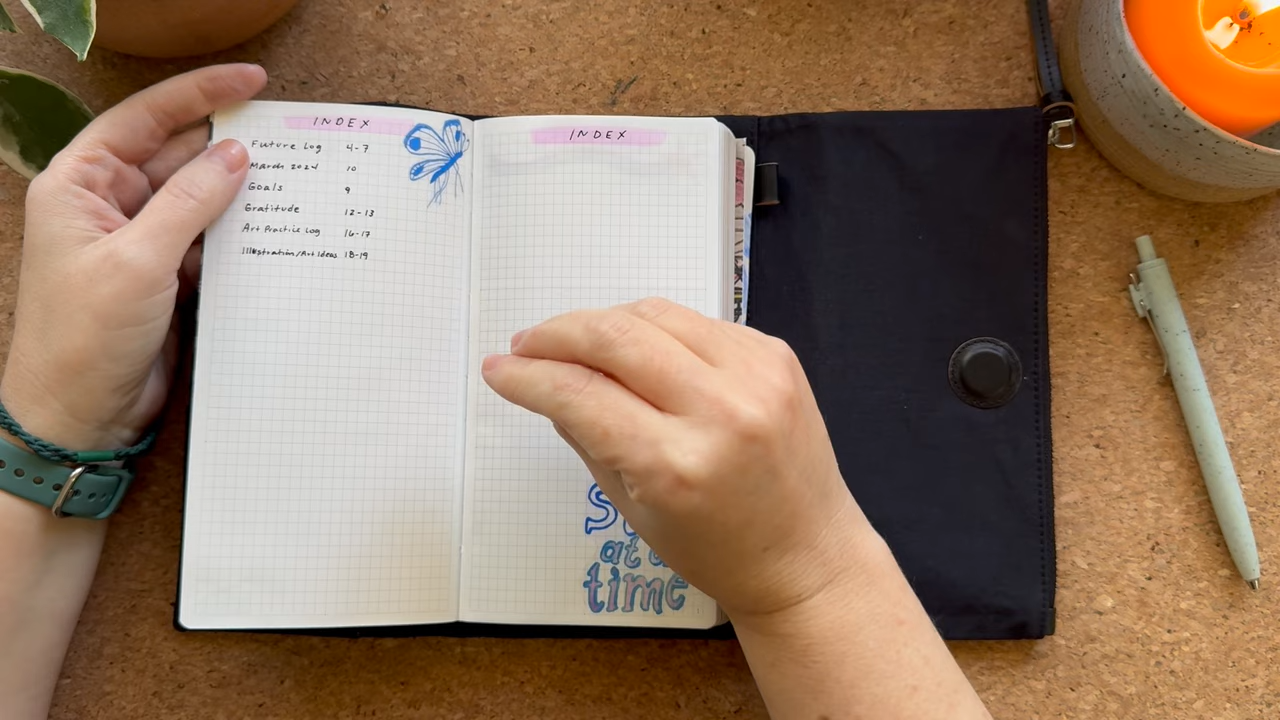 INDEX
Future Log 4-7
March 2024 10
Goals 9
Gratitude 12-13
Art Practice Log 16-17
Illustration/Art Ideas 18-19
INDEX
at a
time